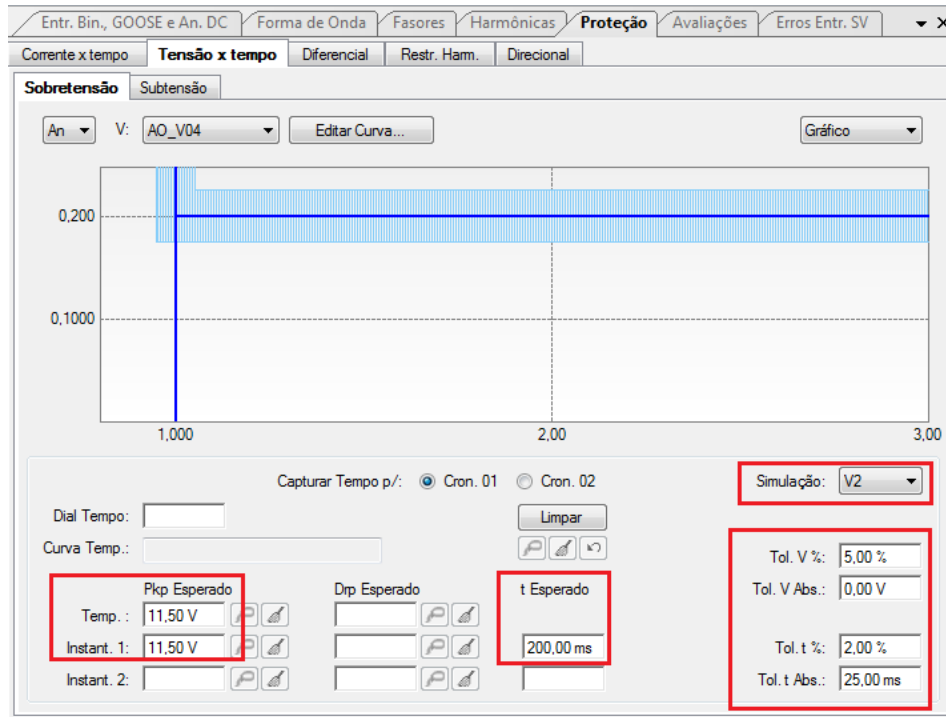 Entr. Bin., GOOSE e An. DC Forma de Onda Fasores Harmônicas Proteção Avaliações Erros Entr. SV
Corrente x tempo Tensão x tempo Diferencial Restr. Harm. Direcional
Sobretensão Subtensão
An V: AO_V04 Editar Curva... Gráfico
0,200
0,1000
1,000 2,00 3,00
Capturar Tempo p/: Cron. 01 Cron. 02 Simulação: V2
Dial Tempo: Limpar
Curva Temp.: Tol. V %: 5,00 %
Pkp Esperado Drp Esperado t Esperado Tol. V Abs.: 0,00 V
Temp. : 11,50 V
Instant. 1: 11,50 V 200,00 ms Tol. t %: 2,00 %
Instant. 2: Tol. t Abs.: 25,00 ms